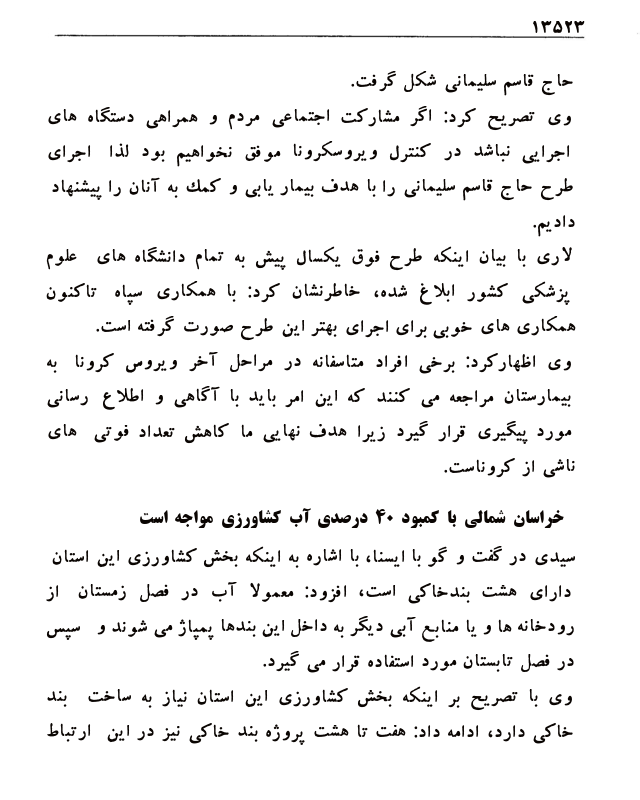 ۱۳۵۲۳
حاج قاسم سلیمانی شکل گرفت.
وی تصریح کرد: اگر مشارکت اجتماعی مردم و همراهی دستگاه های
اجرایی نباشد در کنترل ویروسکرونا موفق نخواهیم بود لذا اجرای
طرح حاج قاسم سلیمانی را با هدف بیمار یابی و کمک به آنان را پیشنهاد
دادیم.
لاری با بیان اینکه طرح فوق یکسال پیش به تمام دانشگاه های علوم
پزشکی کشور ابلاغ شده، خاطرنشان کرد: با همکاری سپاه تاکنون
همکاری های خوبی برای اجرای بهتر این طرح صورت گرفته است.
وی اظهارکرد: برخی افراد متاسفانه در مراحل آخر ویروس کرونا به
بیمارستان مراجعه می کنند که این امر باید با آگاهی و اطلاع رسانی
مورد پیگیری قرار گیرد زیرا هدف نهایی ما کاهش تعداد فوتی های
ناشی از کروناست.
خراسان شمالی با کمبود ۴۰ درصدی آب کشاورزی مواجه است
سیدی در گفت و گو با ایسنا، با اشاره به اینکه بخش کشاورزی این استان
دارای هشت بندخاکی است، افزود: معمولا آب در فصل زمستان از
رودخانه ها و یا منابع آبی دیگر به داخل این بندها پمپاژ می شوند و سپس
در فصل تابستان مورد استفاده قرار می گیرد.
وی با تصریح بر اینکه بخش کشاورزی این استان نیاز به ساخت بند
خاکی دارد، ادامه داد: هفت تا هشت پروژه بند خاکی نیز در این ارتباط